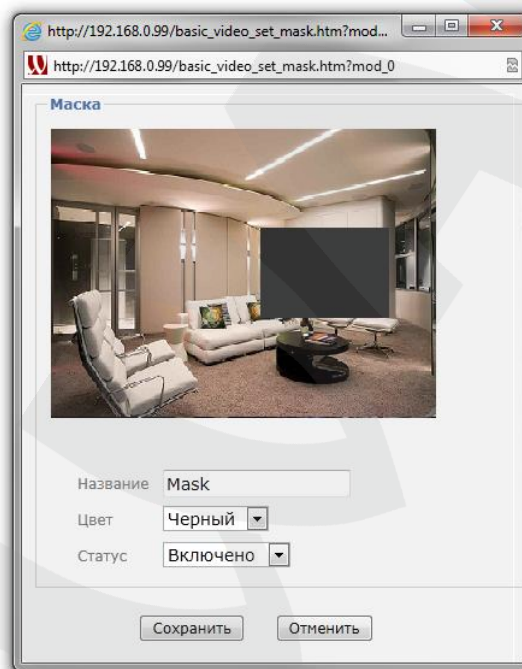 http://192.168.0.99/basic_video_set_mask.htm?mod...
http://192.168.0.99/basic_video_set_mask.htm?mod_0
Маска
Название Mask
Цвет Черный
Статус Включено
Сохранить Отменить